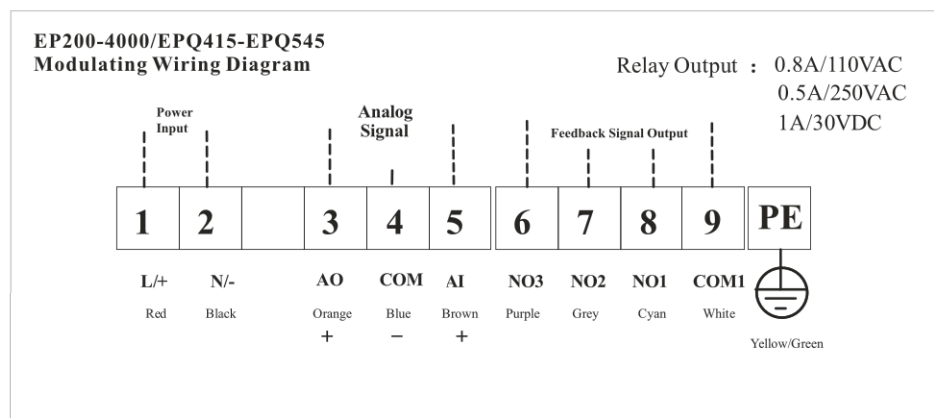 EP200-4000/EPQ415-EPQ545
Modulating Wiring Diagram
Relay Output : 0.8A/110VAC
0.5A/250VAC
1A/30VDC
Power
Input
Analog
Signal
Feedback Signal Output
1 2 3 4 5 6 7 8 9 PE
L/+ N/- AO COM AI NO3 NO2 NO1 COM1
Red Black Orange Blue Brown Purple Grey Cyan White
+ − +
Yellow/Green